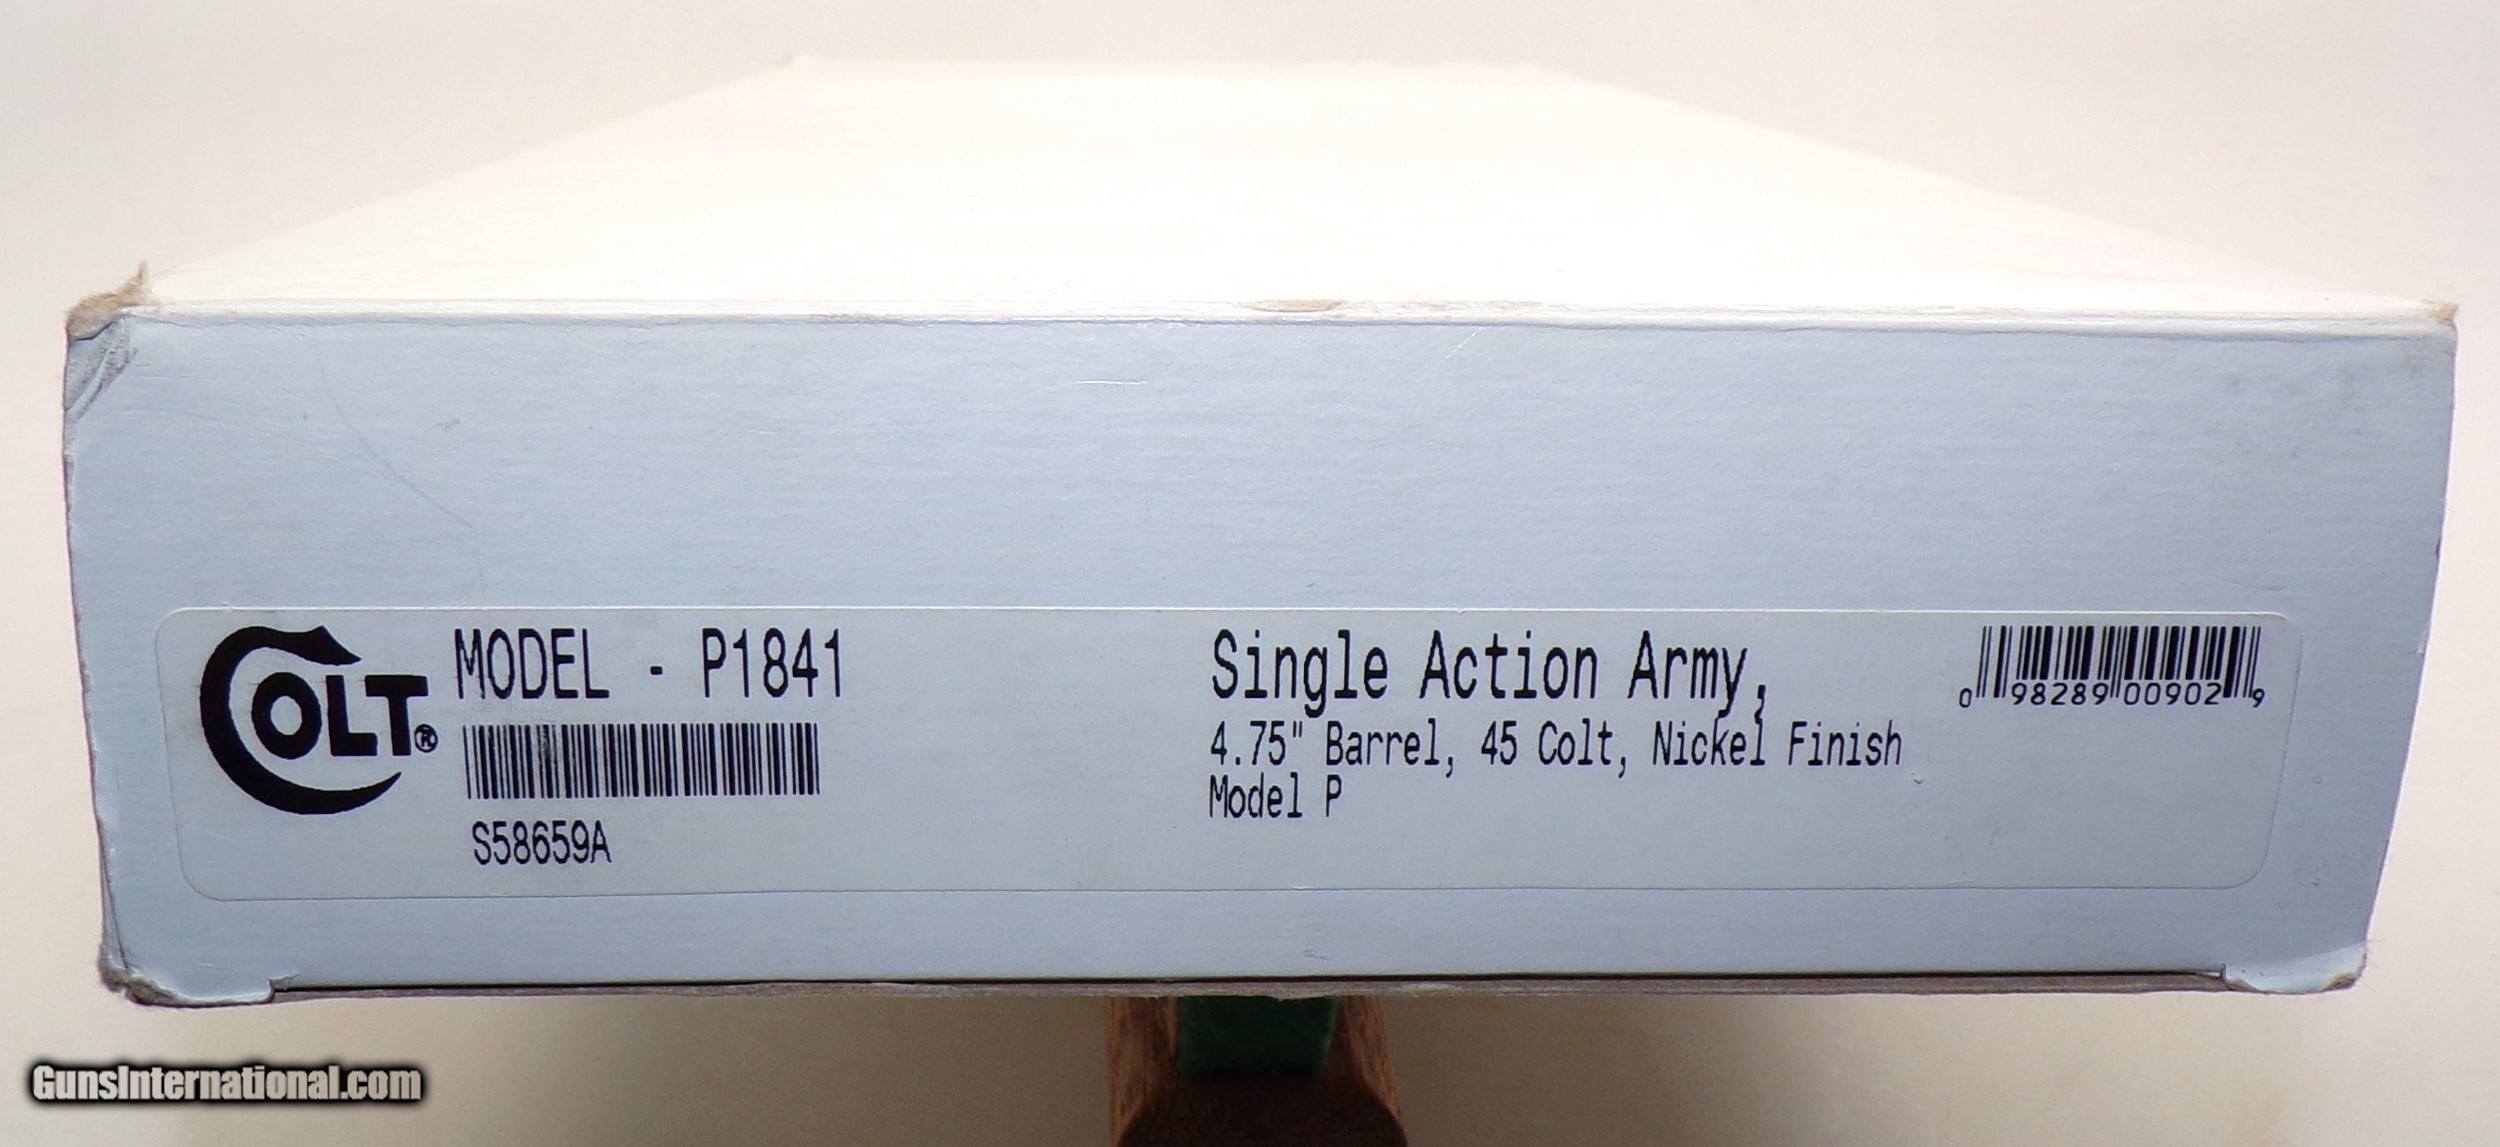 COLT®
MODEL - P1841
S58659A
Single Action Army,
4.75" Barrel, 45 Colt, Nickel Finish
Model P
0 98289 00902 9
GunsInternational.com